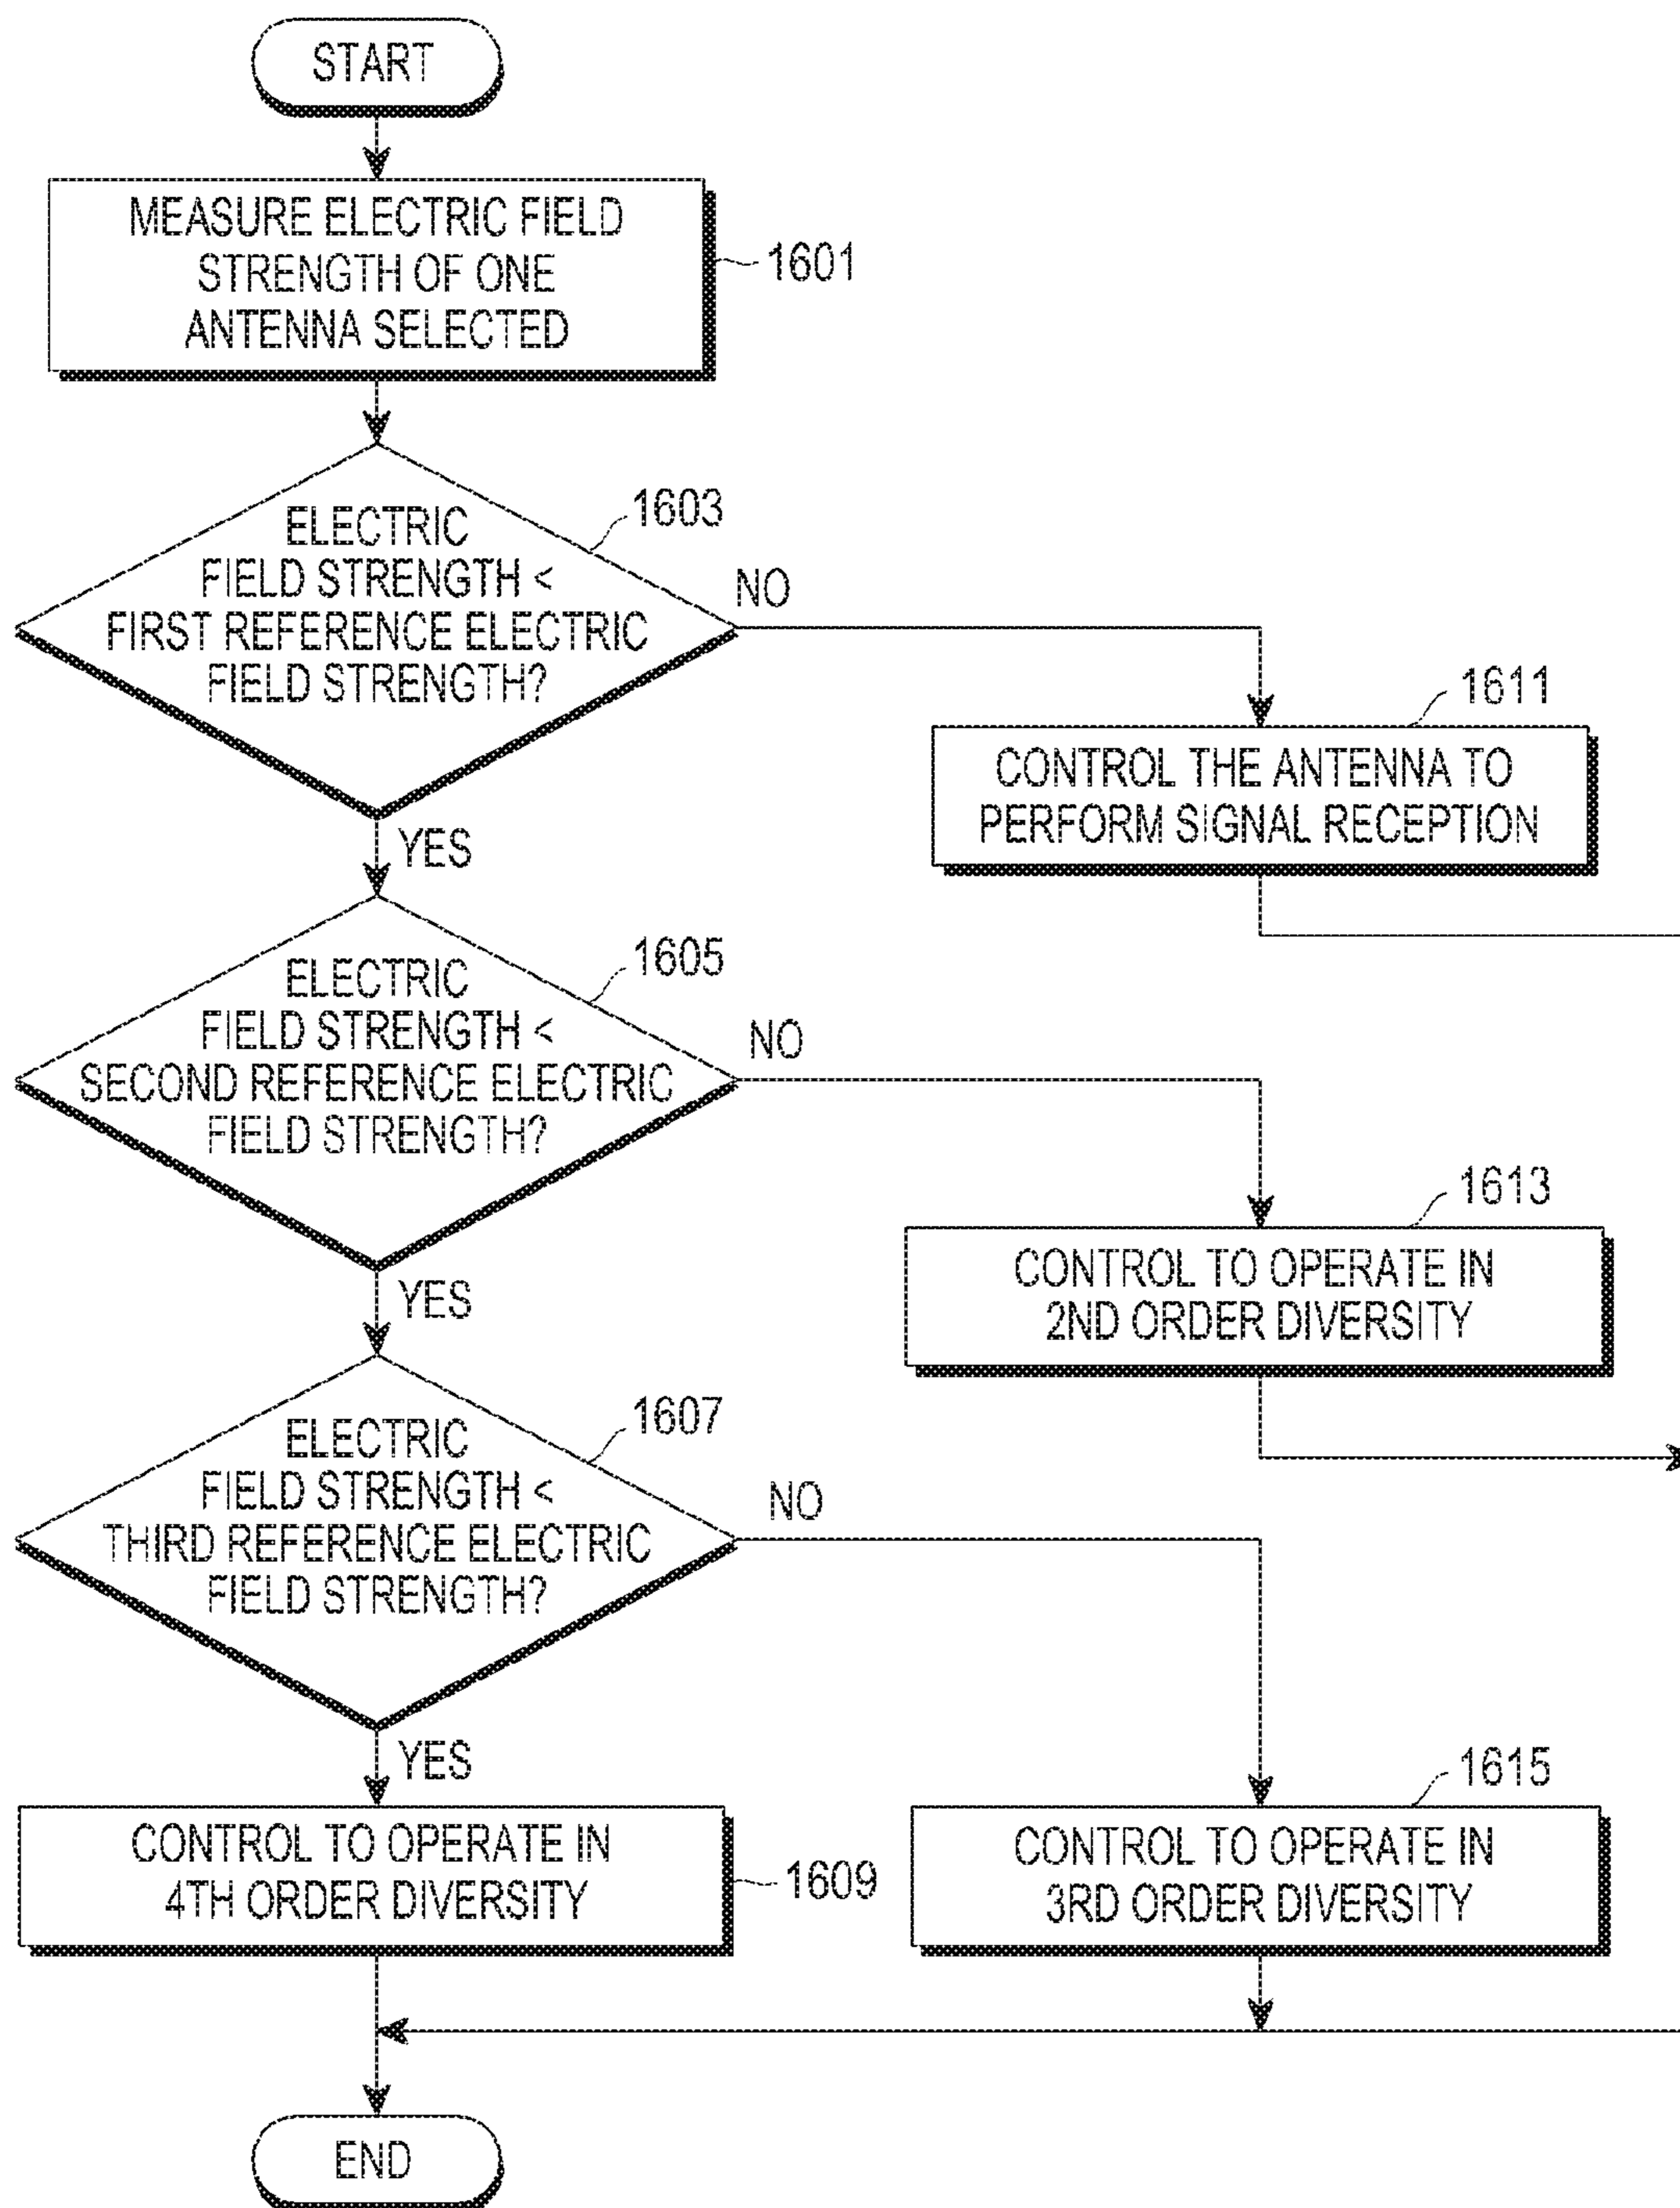 START
MEASURE ELECTRIC FIELD
STRENGTH OF ONE
ANTENNA SELECTED
1601
ELECTRIC
FIELD STRENGTH <
FIRST REFERENCE ELECTRIC
FIELD STRENGTH?
1603
NO
YES
1611
CONTROL THE ANTENNA TO
PERFORM SIGNAL RECEPTION
ELECTRIC
FIELD STRENGTH <
SECOND REFERENCE ELECTRIC
FIELD STRENGTH?
1605
NO
YES
1613
CONTROL TO OPERATE IN
2ND ORDER DIVERSITY
ELECTRIC
FIELD STRENGTH <
THIRD REFERENCE ELECTRIC
FIELD STRENGTH?
1607
NO
YES
CONTROL TO OPERATE IN
4TH ORDER DIVERSITY
1609
1615
CONTROL TO OPERATE IN
3RD ORDER DIVERSITY
END